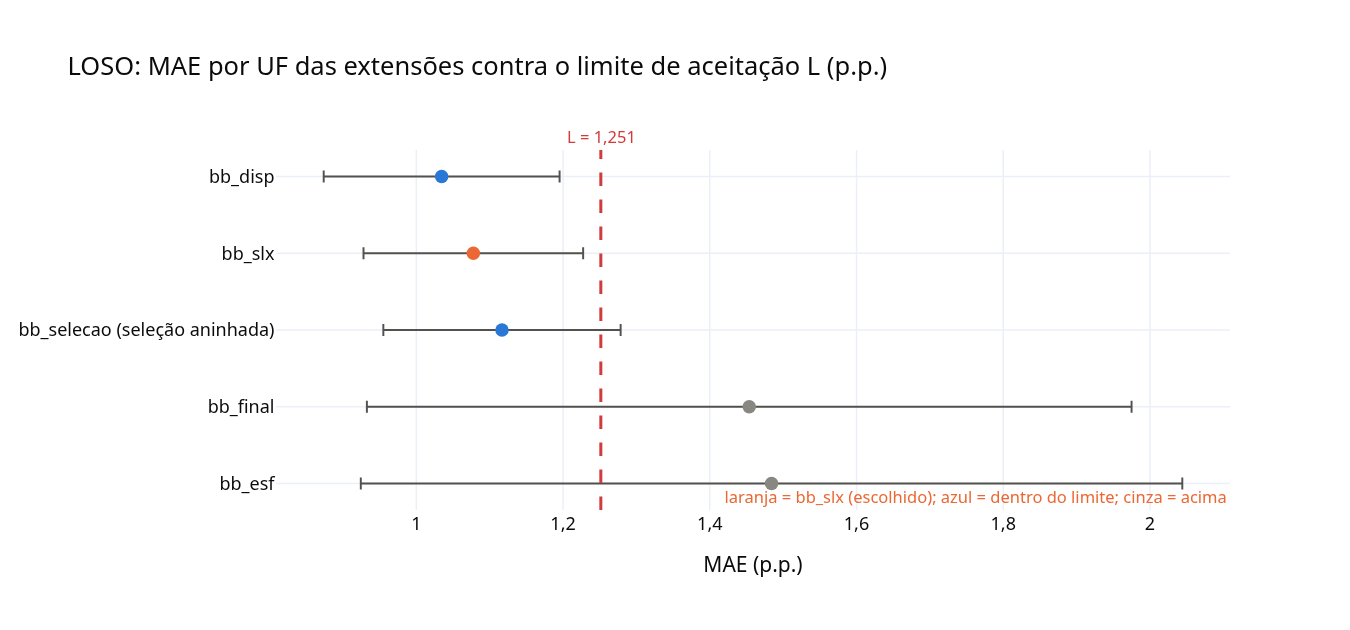 LOSO: MAE por UF das extensões contra o limite de aceitação L (p.p.)
L = 1,251
bb_disp
bb_slx
bb_selecao (seleção aninhada)
bb_final
bb_esf
laranja = bb_slx (escolhido); azul = dentro do limite; cinza = acima
1 1,2 1,4 1,6 1,8 2
MAE (p.p.)